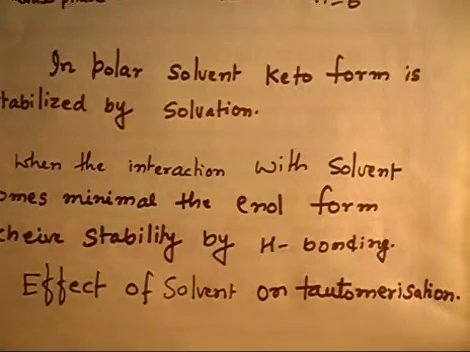 In polar solvent keto form is
tabilized by solvation.
when the interaction with solvent
omes minimal the enol form
cheive stability by H- bonding.
Effect of Solvent on tautomerisation.